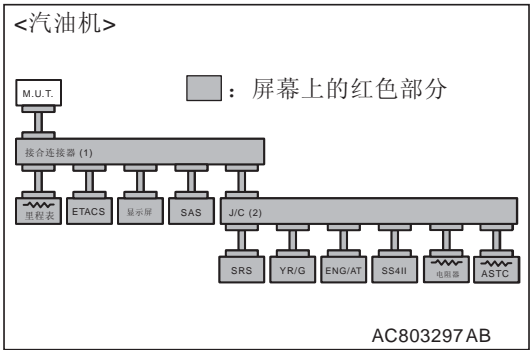 <汽油机>
：屏幕上的红色部分
M.U.T.
接合连接器 (1)
里程表 ETACS 显示屏 SAS J/C (2)
SRS YR/G ENG/AT SS4II 电阻器 ASTC
AC803297AB